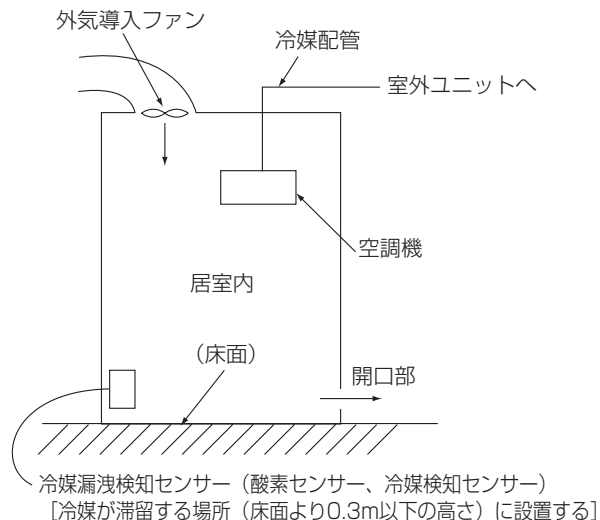 外気導入ファン
冷媒配管
室外ユニットへ
空調機
居室内
（床面）
開口部
冷媒漏洩検知センサー（酸素センサー、冷媒検知センサー）
［冷媒が滞留する場所（床面より0.3m以下の高さ）に設置する］